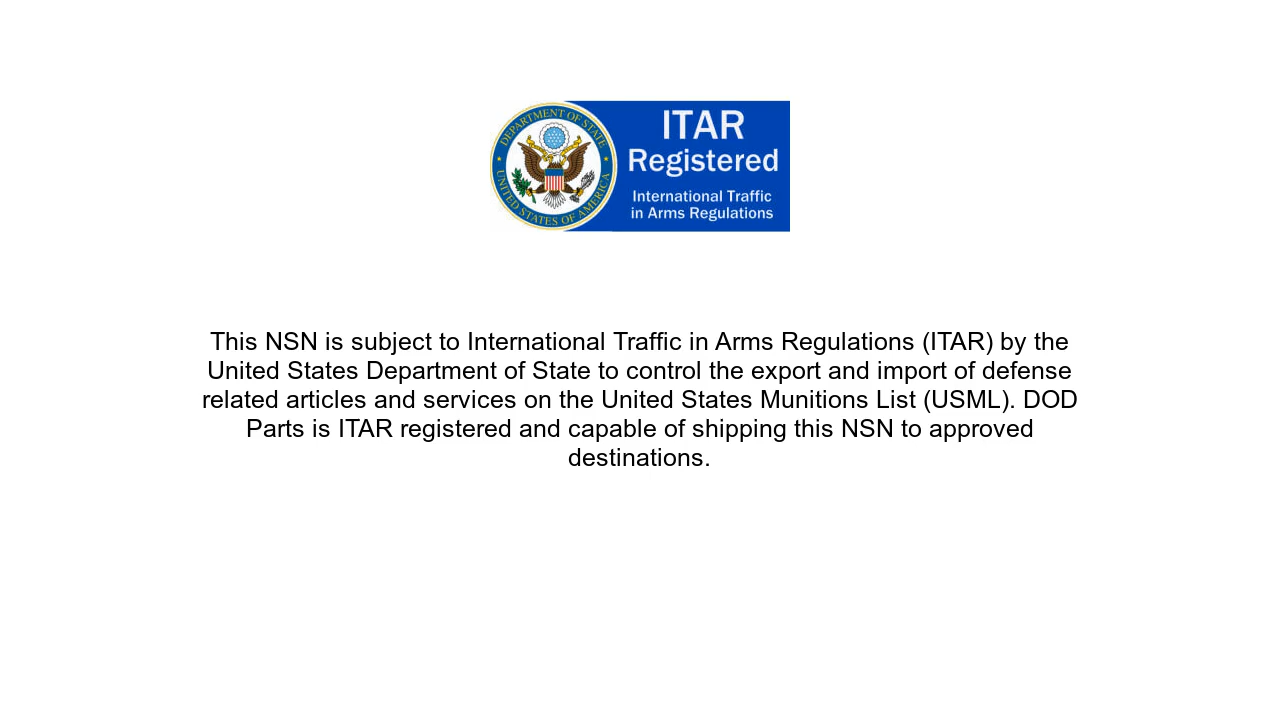 DEPARTMENT OF STATE
UNITED STATES OF AMERICA
ITAR
Registered
International Traffic
in Arms Regulations
This NSN is subject to International Traffic in Arms Regulations (ITAR) by the
United States Department of State to control the export and import of defense
related articles and services on the United States Munitions List (USML). DOD
Parts is ITAR registered and capable of shipping this NSN to approved
destinations.